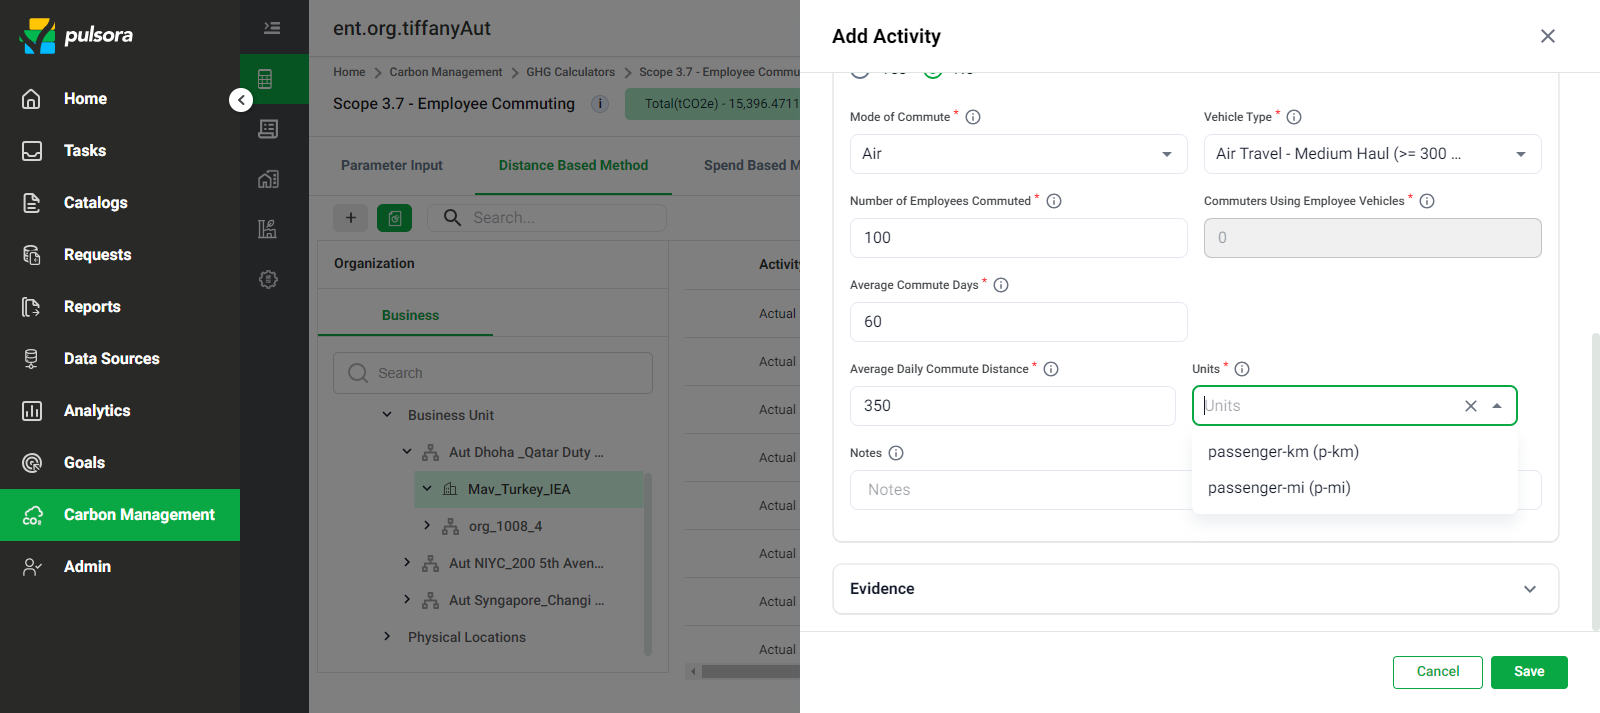 pulsora
Home
Tasks
Catalogs
Requests
Reports
Data Sources
Analytics
Goals
Carbon Management
Admin
ent.org.tiffanyAut
Home > Carbon Management > GHG Calculators > Scope 3.7 - Employee Commu
Scope 3.7 - Employee Commuting
Total(tCO2e) - 15,396.4711
Parameter Input
Distance Based Method
Spend Based M
Search...
Organization
Activity
Business
Search
Business Unit
Aut Dhoha _Qatar Duty ...
Mav_Turkey_IEA
org_1008_4
Aut NIYC_200 5th Aven...
Aut Syngapore_Changi ...
Physical Locations
Actual
Actual
Actual
Actual
Actual
Actual
Actual
Actual
Add Activity
Mode of Commute *
Vehicle Type *
Air
Air Travel - Medium Haul (>= 300 ...
Number of Employees Commuted *
Commuters Using Employee Vehicles *
100
0
Average Commute Days *
60
Average Daily Commute Distance *
Units *
350
Units
passenger-km (p-km)
passenger-mi (p-mi)
Notes
Notes
Evidence
Cancel
Save